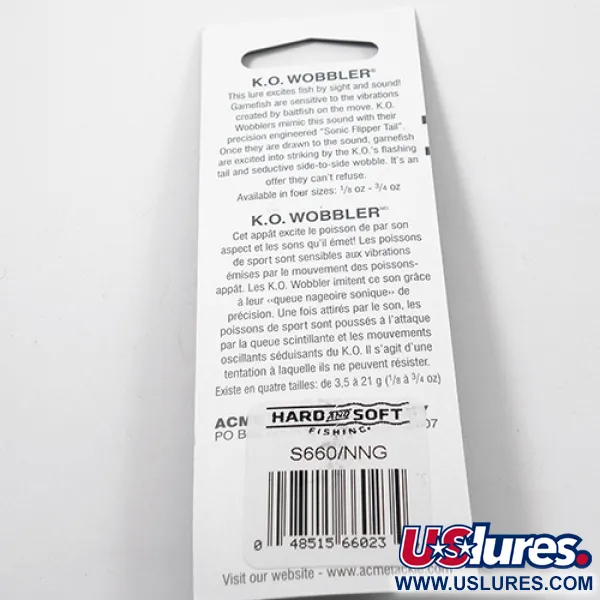 K.O. WOBBLER®
This lure excites fish by sight and sound!
Gamefish are sensitive to the vibrations
created by baitfish on the move. K.O.
Wobblers mimic this sound with their
precision engineered "Sonic Flipper Tail".
Once they are drawn to the sound, gamefish
are excited into striking by the K.O.'s flashing
tail and seductive side-to-side wobble. It's an
offer they can't refuse.
Available in four sizes: 1/8 oz - 3/4 oz
K.O. WOBBLER
Cet appât excite le poisson de par son
aspect et les sons qu'il émet! Les poissons
de sport sont sensibles aux vibrations
émises par le mouvement des poissons-
appât. Les K.O. Wobbler imitent ce son grâce
à leur ‹‹queue nageoire sonique›› de
précision. Une fois attirés par le son, les
poissons de sport sont poussés à l'attaque
par la queue scintillante et les mouvements
oscillants séduisants du K.O. Il s'agit d'une
tentation à laquelle ils ne peuvent résister.
Existe en quatre tailles: de 3,5 à 21 g (1/8 à 3/4 oz)
ACM Y
PO B 07
HARD AND SOFT
FISHING
S660/NNG
0 48515 66023
Visit our website - www.acmetackle
USlures.
WWW.USLURES.COM